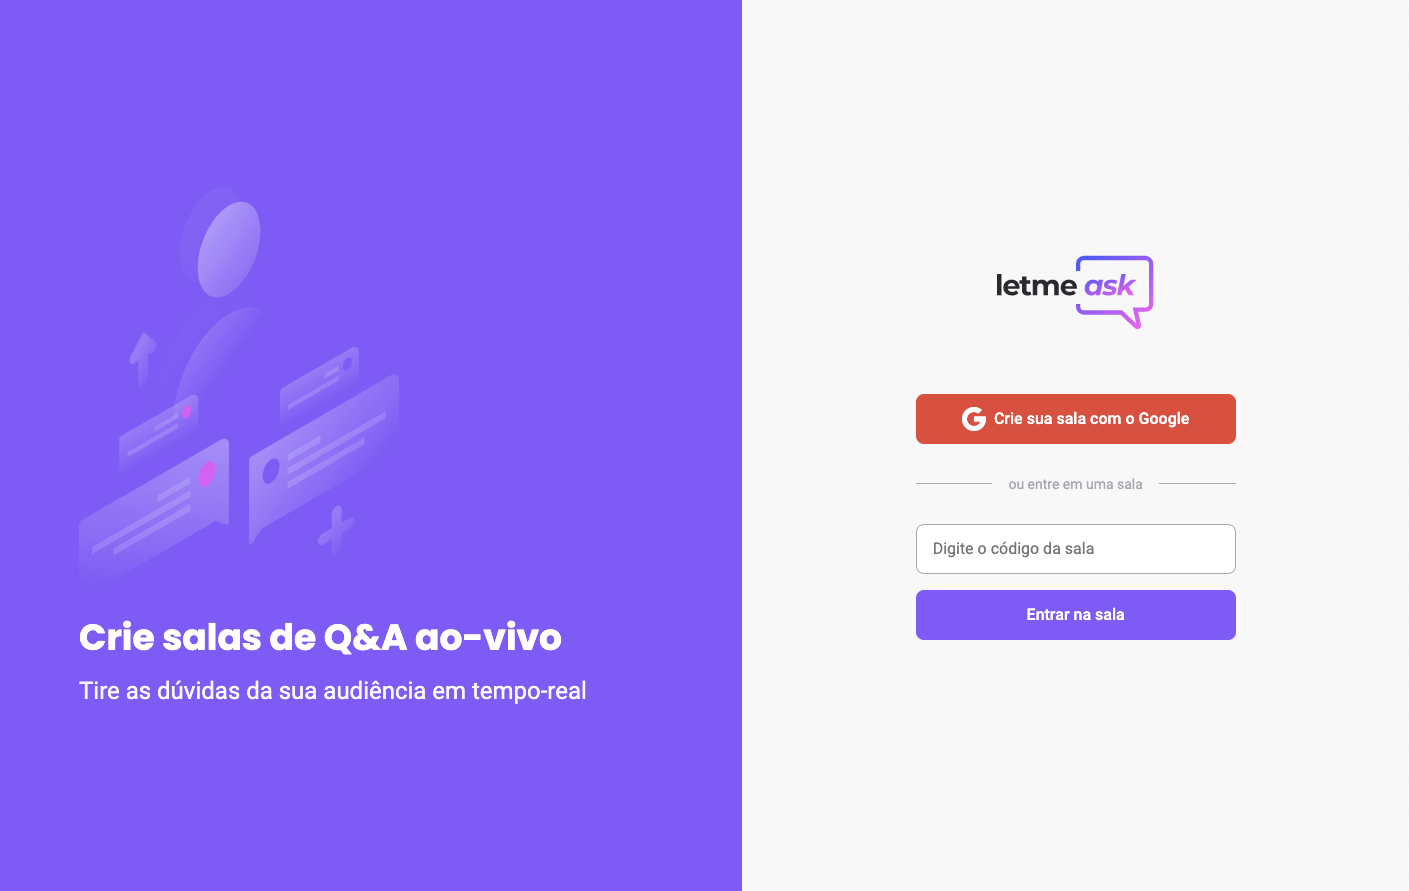 Crie salas de Q&A ao-vivo
Tire as dúvidas da sua audiência em tempo-real
letme ask
Crie sua sala com o Google
ou entre em uma sala
Digite o código da sala
Entrar na sala